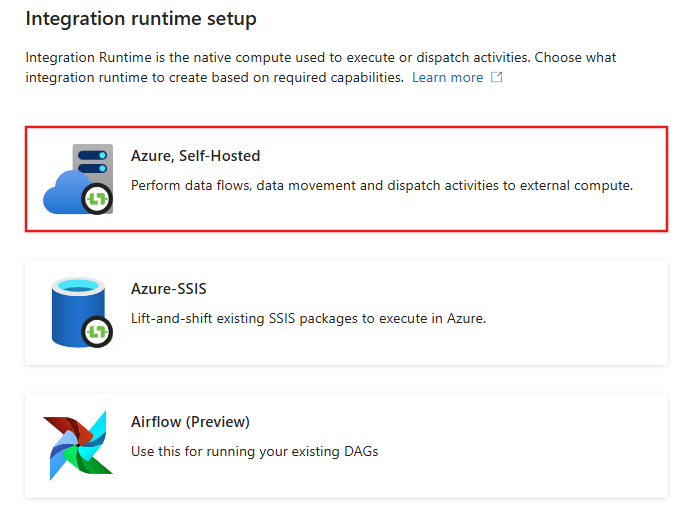 Integration runtime setup
Integration Runtime is the native compute used to execute or dispatch activities. Choose what
integration runtime to create based on required capabilities. Learn more
Azure, Self-Hosted
Perform data flows, data movement and dispatch activities to external compute.
Azure-SSIS
Lift-and-shift existing SSIS packages to execute in Azure.
Airflow (Preview)
Use this for running your existing DAGs